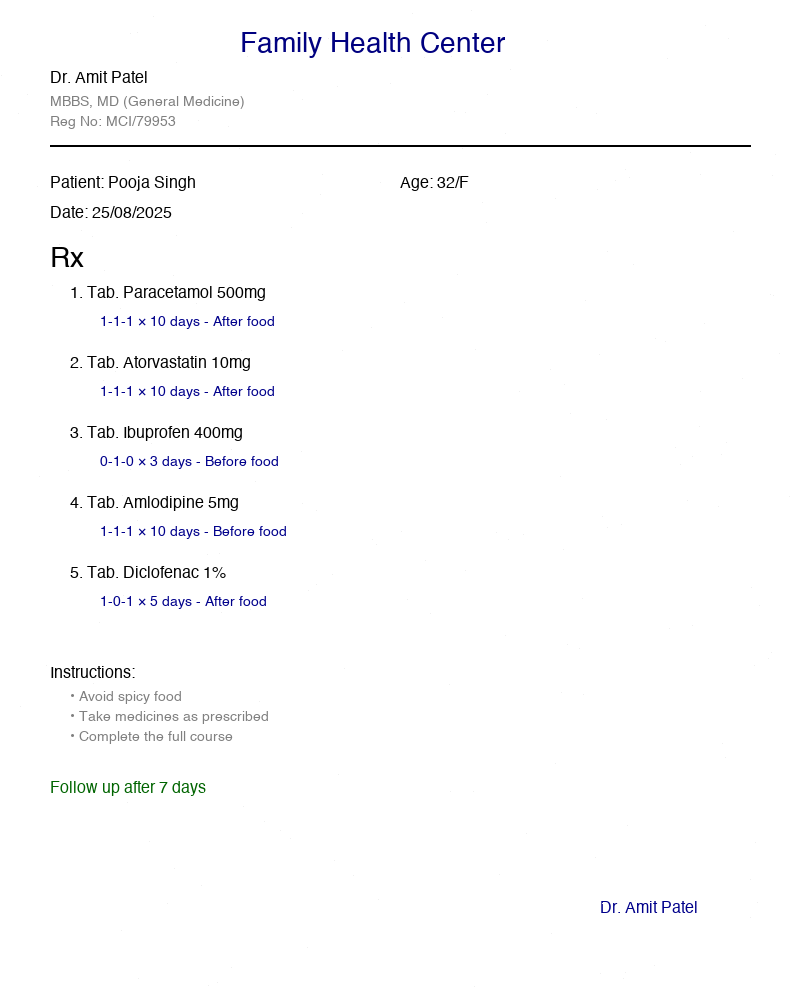 Family Health Center
Dr. Amit Patel
MBBS, MD (General Medicine)
Reg No: MCI/79953
Patient: Pooja Singh Age: 32/F
Date: 25/08/2025
Rx
1. Tab. Paracetamol 500mg
1-1-1 × 10 days - After food
2. Tab. Atorvastatin 10mg
1-1-1 × 10 days - After food
3. Tab. Ibuprofen 400mg
0-1-0 × 3 days - Before food
4. Tab. Amlodipine 5mg
1-1-1 × 10 days - Before food
5. Tab. Diclofenac 1%
1-0-1 × 5 days - After food
Instructions:
• Avoid spicy food
• Take medicines as prescribed
• Complete the full course
Follow up after 7 days
Dr. Amit Patel